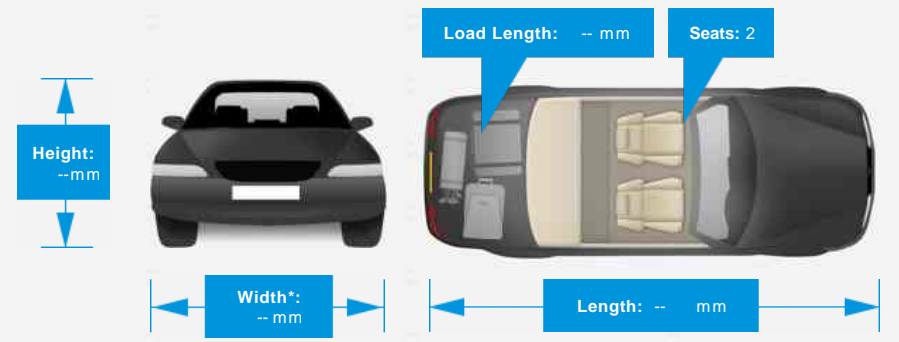 Load Length: -- mm
Seats: 2
Height:
--mm
Width*:
-- mm
Length: -- mm